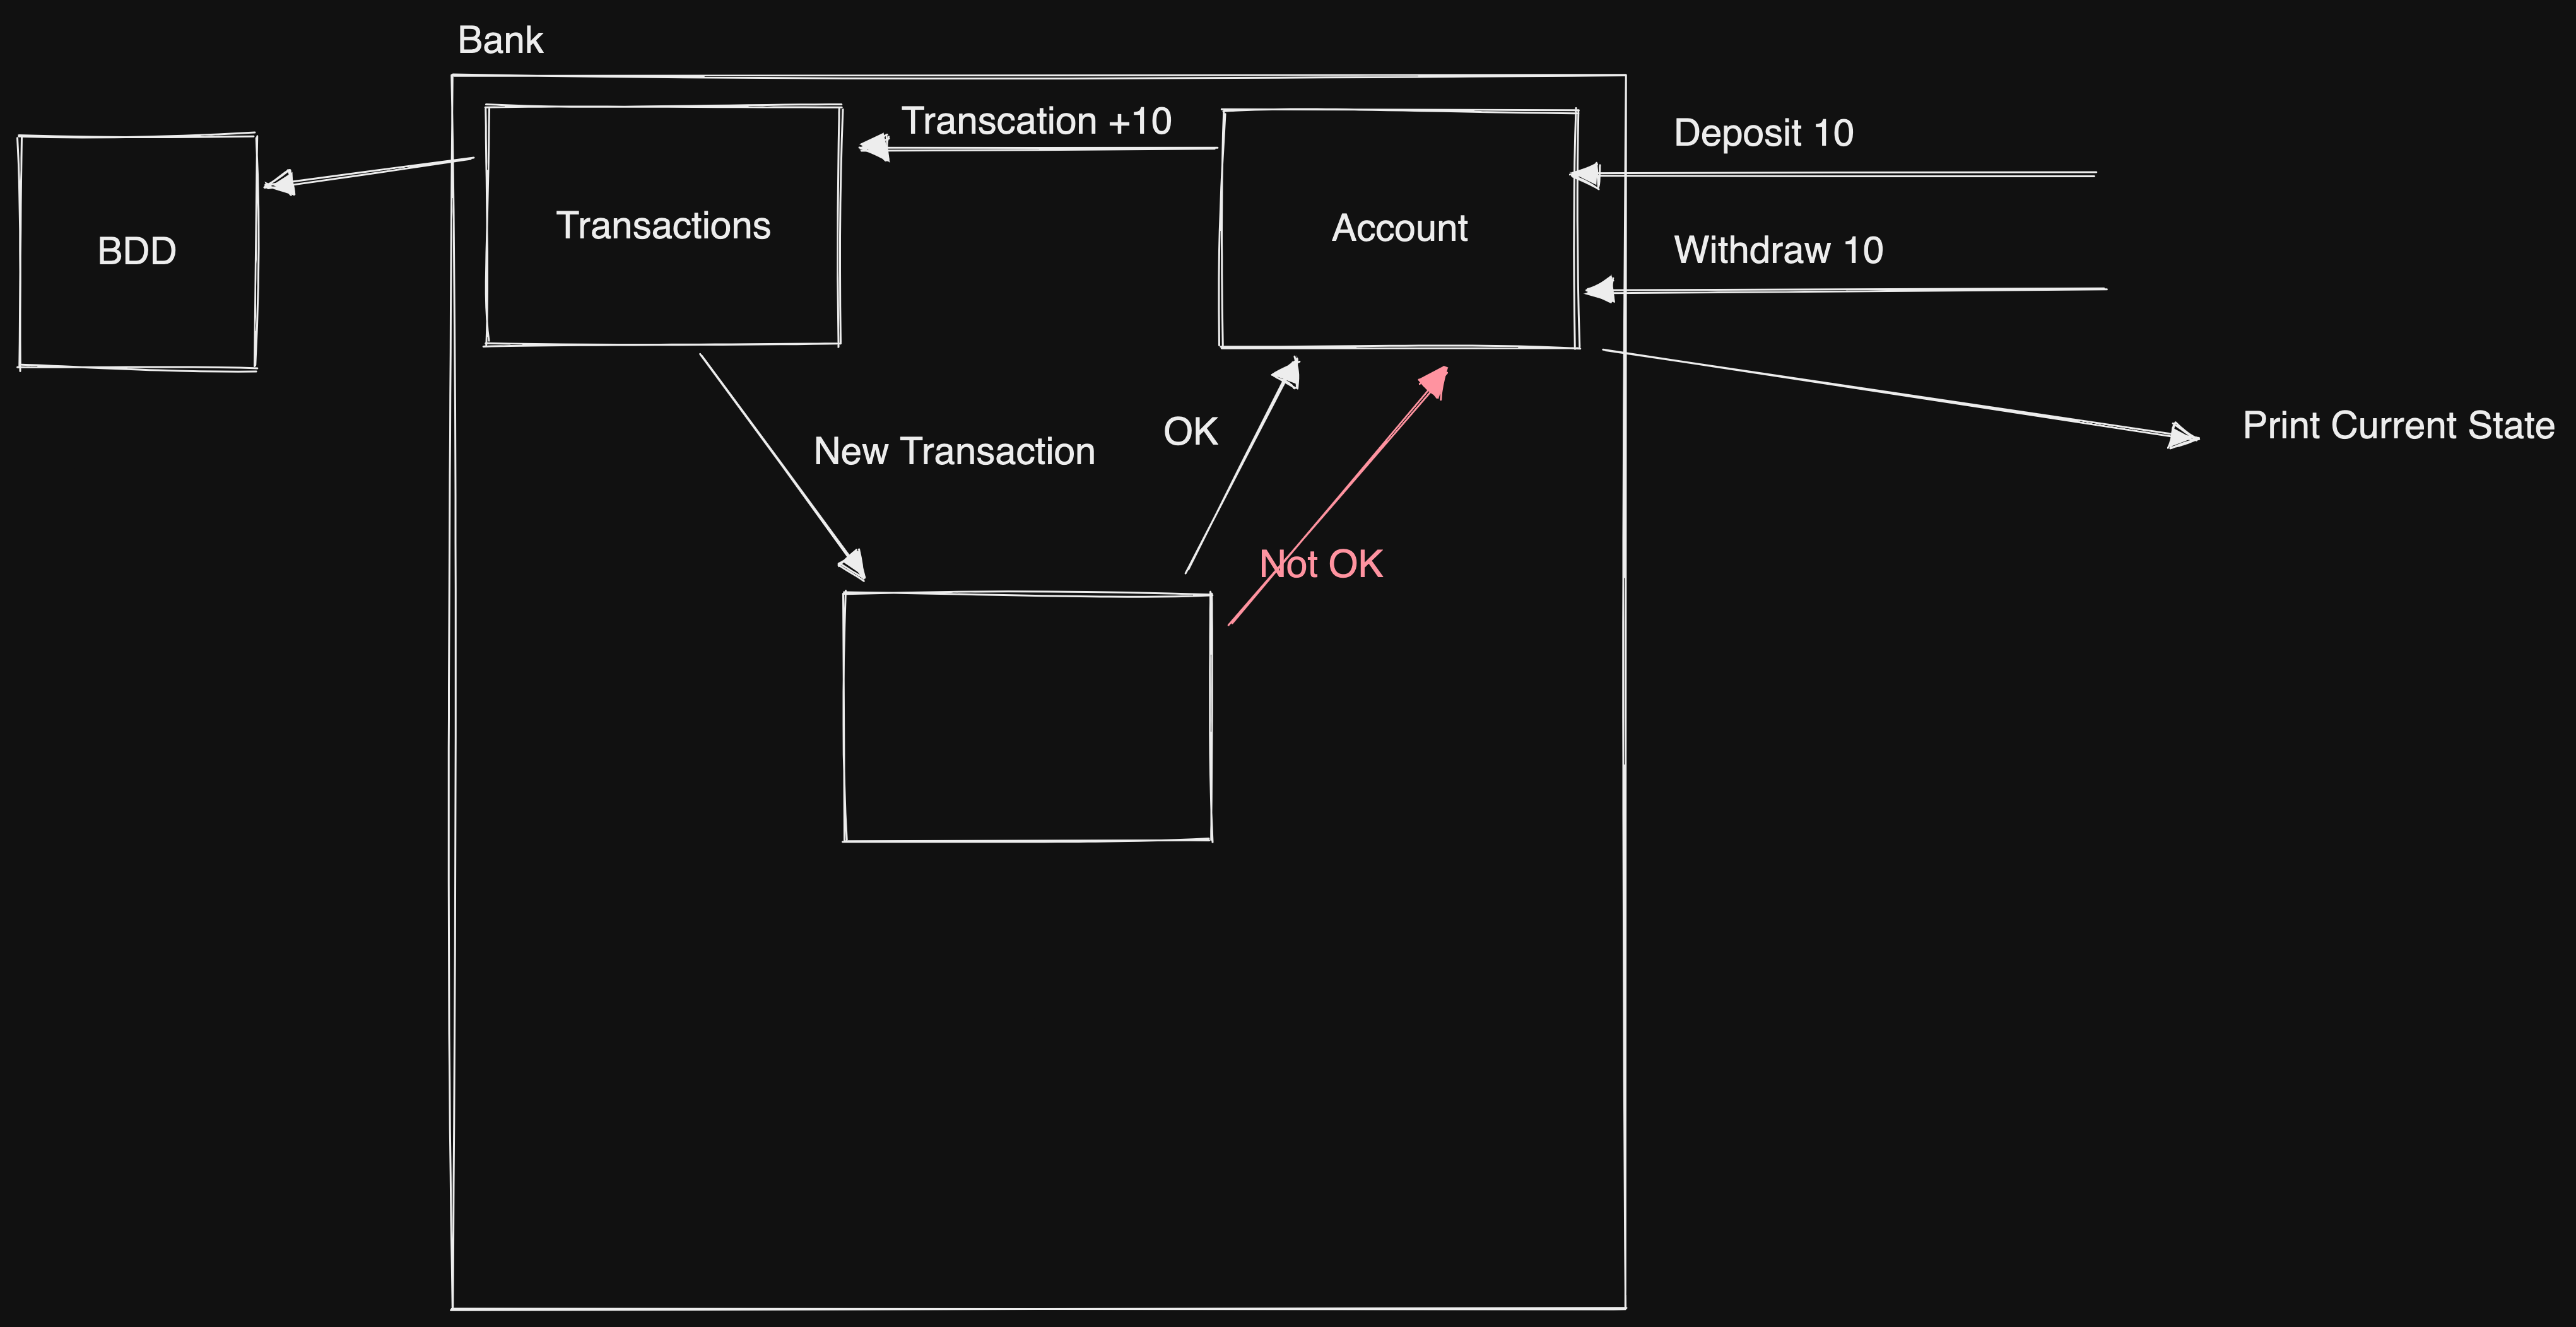 Bank
Transcation +10
Deposit 10
Transactions
Account
BDD
Withdraw 10
Print Current State
OK
New Transaction
Not OK